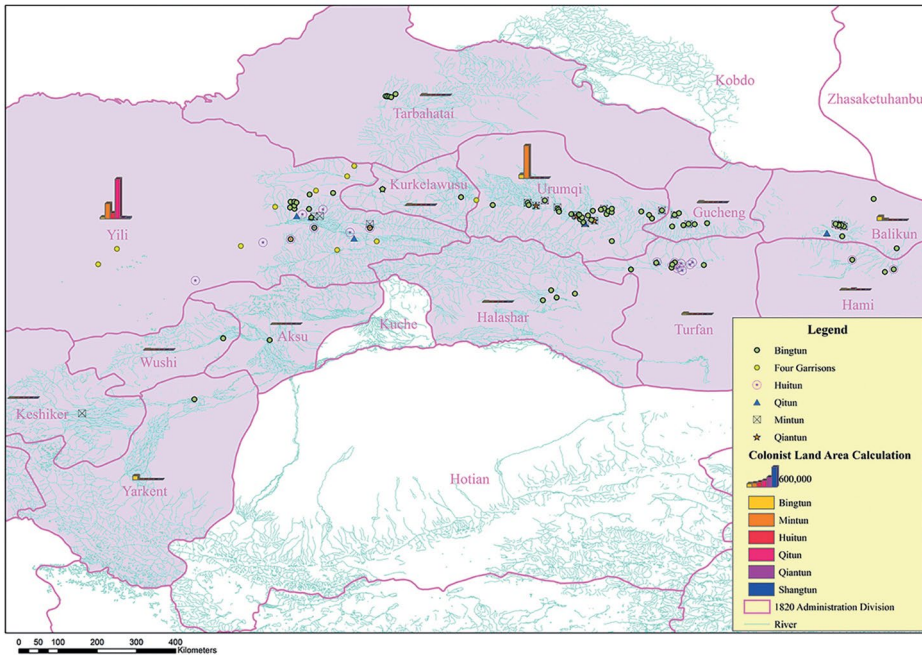 Kobdo
Zhasaketuhanbu
Tarbahatai
Kurkelawusu
Urumqi
Gucheng
Balikun
Yili
Hami
Halashar
Turfan
Aksu
Kuche
Wushi
Keshiker
Yarkent
Hotian
Legend
Bingtun
Four Garrisons
Huitun
Qitun
Mintun
Qiantun
Colonist Land Area Calculation
600,000
Bingtun
Mintun
Huitun
Qitun
Qiantun
Shangtun
1820 Administration Division
River
0 50 100 200 300 400
Kilometers